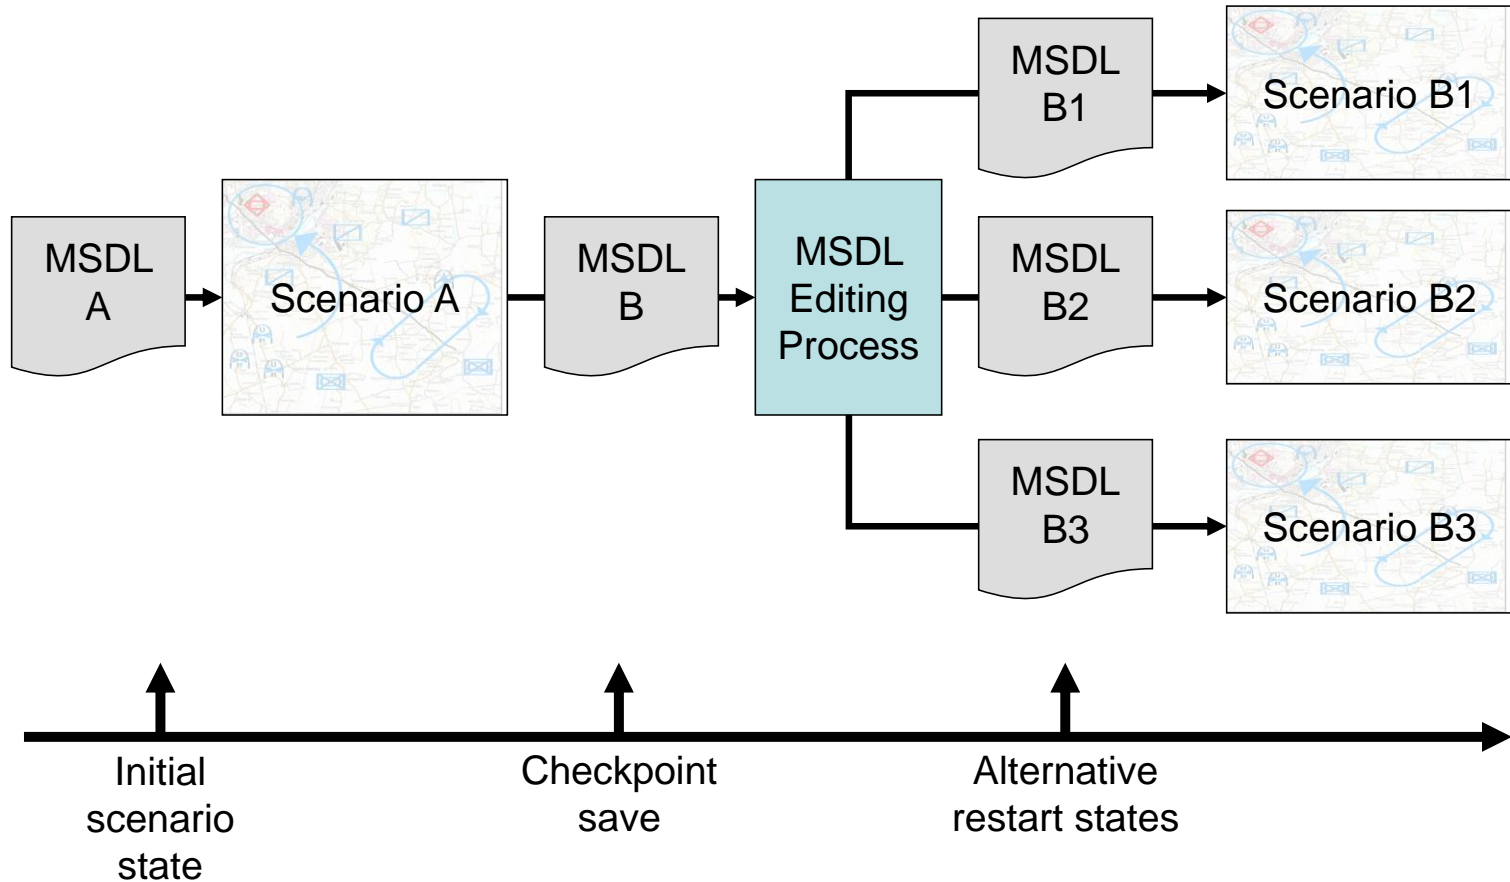 MSDL
A
Scenario A
MSDL
B
MSDL
Editing
Process
MSDL
B1
Scenario B1
MSDL
B2
Scenario B2
MSDL
B3
Scenario B3
Initial
scenario
state
Checkpoint
save
Alternative
restart states